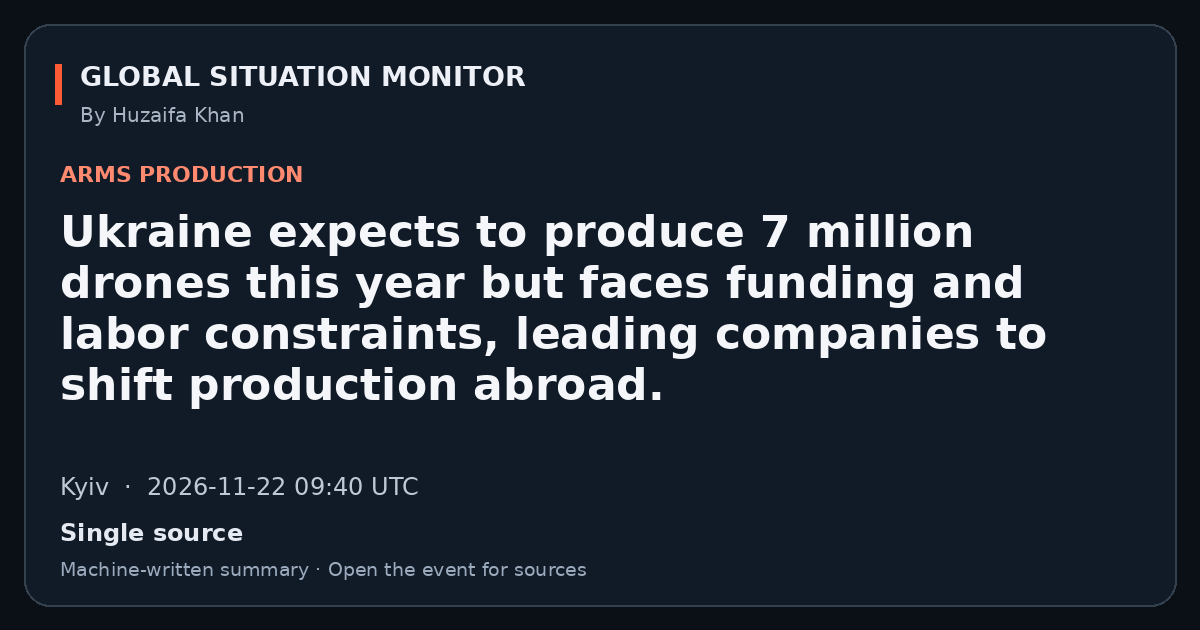 GLOBAL SITUATION MONITOR
By Huzaifa Khan
ARMS PRODUCTION
Ukraine expects to produce 7 million
drones this year but faces funding and
labor constraints, leading companies to
shift production abroad.
Kyiv · 2026-11-22 09:40 UTC
Single source
Machine-written summary · Open the event for sources